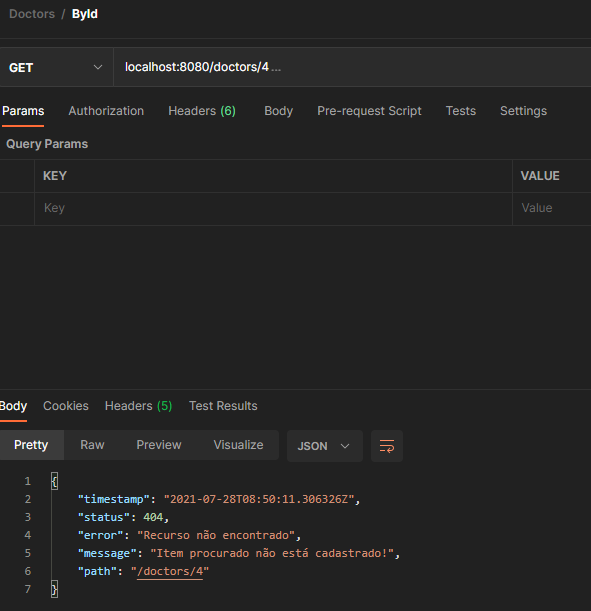 Doctors / ById
GET localhost:8080/doctors/4 ...
Params Authorization Headers (6) Body Pre-request Script Tests Settings
Query Params
KEY VALUE
Key Value
Body Cookies Headers (5) Test Results
Pretty Raw Preview Visualize JSON
1 {
2 "timestamp": "2021-07-28T08:50:11.306326Z",
3 "status": 404,
4 "error": "Recurso não encontrado",
5 "message": "Item procurado não está cadastrado!",
6 "path": "/doctors/4"
7 }